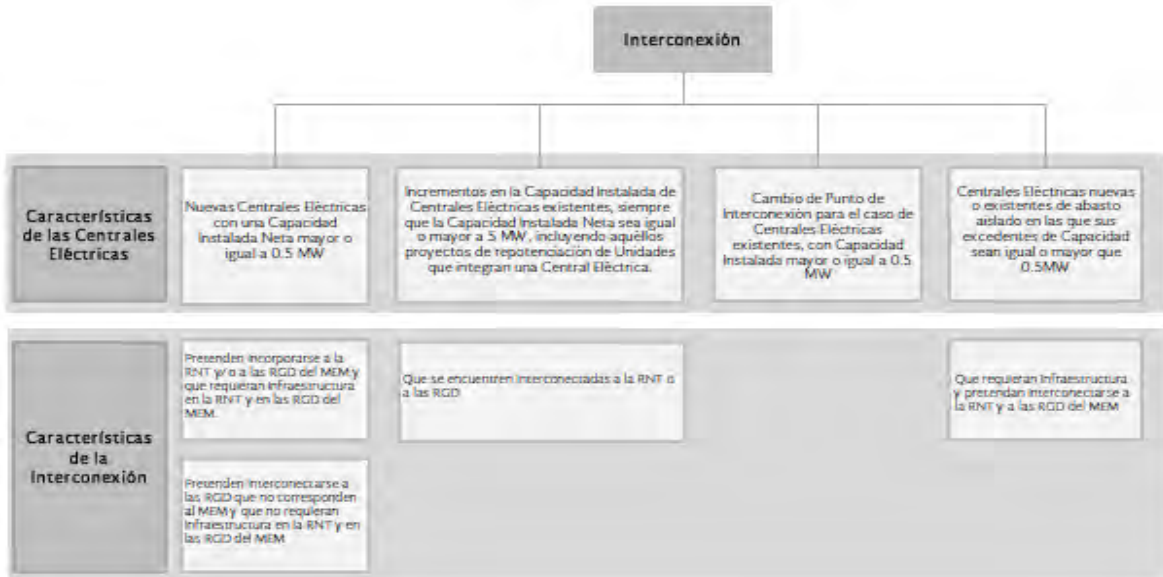 Interconexión
Características
de las Centrales
Eléctricas
Nuevas Centrales Eléctricas
con una Capacidad
Instalada Neta mayor o
igual a 0.5 MW
Incrementos en la Capacidad Instalada de
Centrales Eléctricas existentes, siempre
que la Capacidad Instalada Neta sea igual
o mayor a 5 MW, incluyendo aquéllos
proyectos de repotenciación de Unidades
que integran una Central Eléctrica.
Cambio de Punto de
Interconexión para el caso de
Centrales Eléctricas
existentes, con Capacidad
Instalada mayor o igual a 0.5
MW
Centrales Eléctricas nuevas
o existentes de abasto
aislado en las que sus
excedentes de Capacidad
sean igual o mayor que
0.5MW
Características
de la
Interconexión
Pretenden incorporarse a la
RNT y/o a las RGD del MEM y
que requieran Infraestructura
en la RNT y en las RGD del
MEM.
Pretenden Interconectarse a
las RGD que no corresponden
al MEM y que no requieran
Infraestructura en la RNT y en
las RGD del MEM
Que se encuentren Interconectadas a la RNT o
a las RGD
Que requieran Infraestructura
y pretendan Interconectarse a
la RNT y a las RGD del MEM